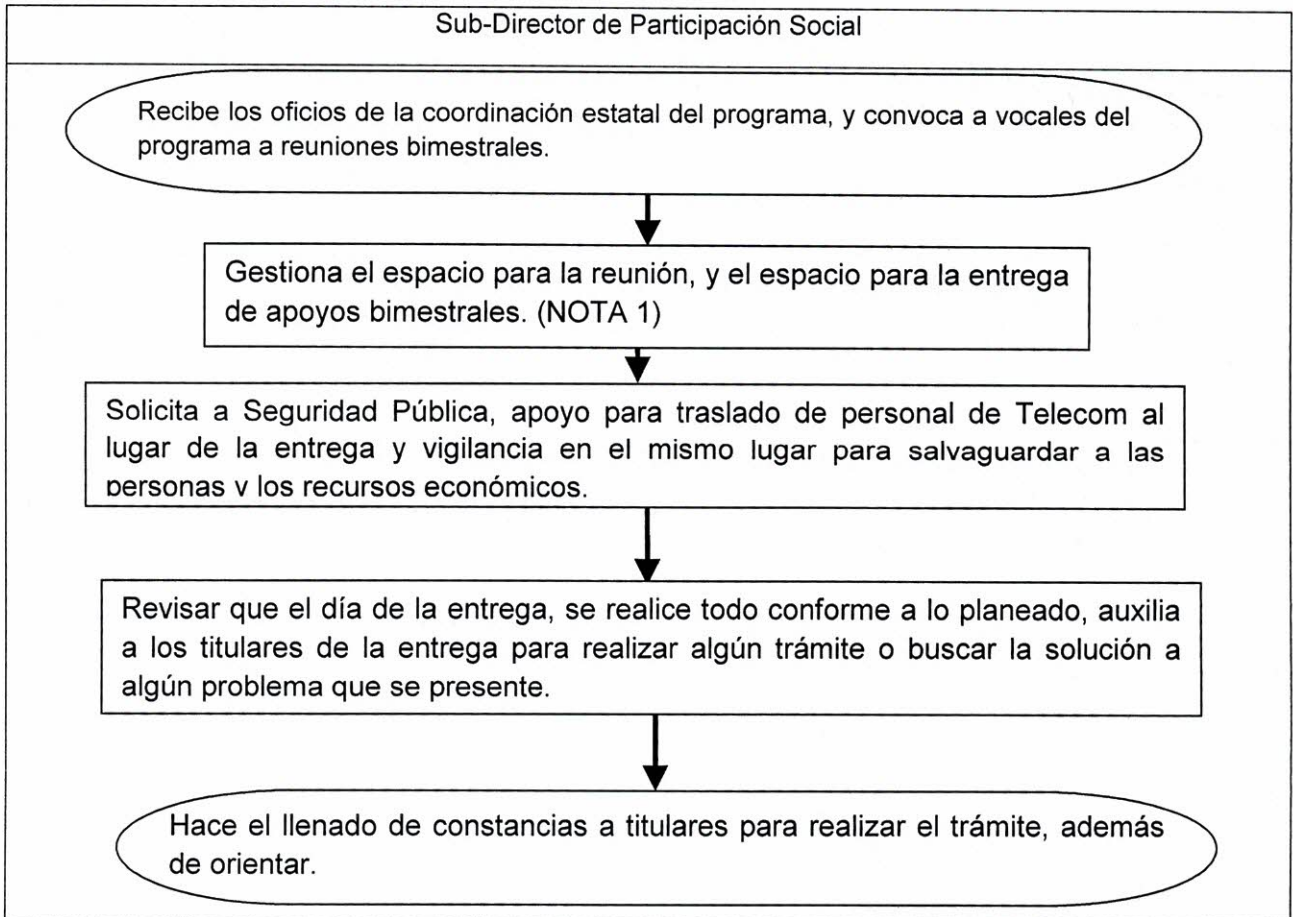 Sub-Director de Participación Social
Recibe los oficios de la coordinación estatal del programa, y convoca a vocales del
programa a reuniones bimestrales.
Gestiona el espacio para la reunión, y el espacio para la entrega
de apoyos bimestrales. (NOTA 1)
Solicita a Seguridad Pública, apoyo para traslado de personal de Telecom al
lugar de la entrega y vigilancia en el mismo lugar para salvaguardar a las
personas y los recursos económicos.
Revisar que el día de la entrega, se realice todo conforme a lo planeado, auxilia
a los titulares de la entrega para realizar algún trámite o buscar la solución a
algún problema que se presente.
Hace el llenado de constancias a titulares para realizar el trámite, además
de orientar.